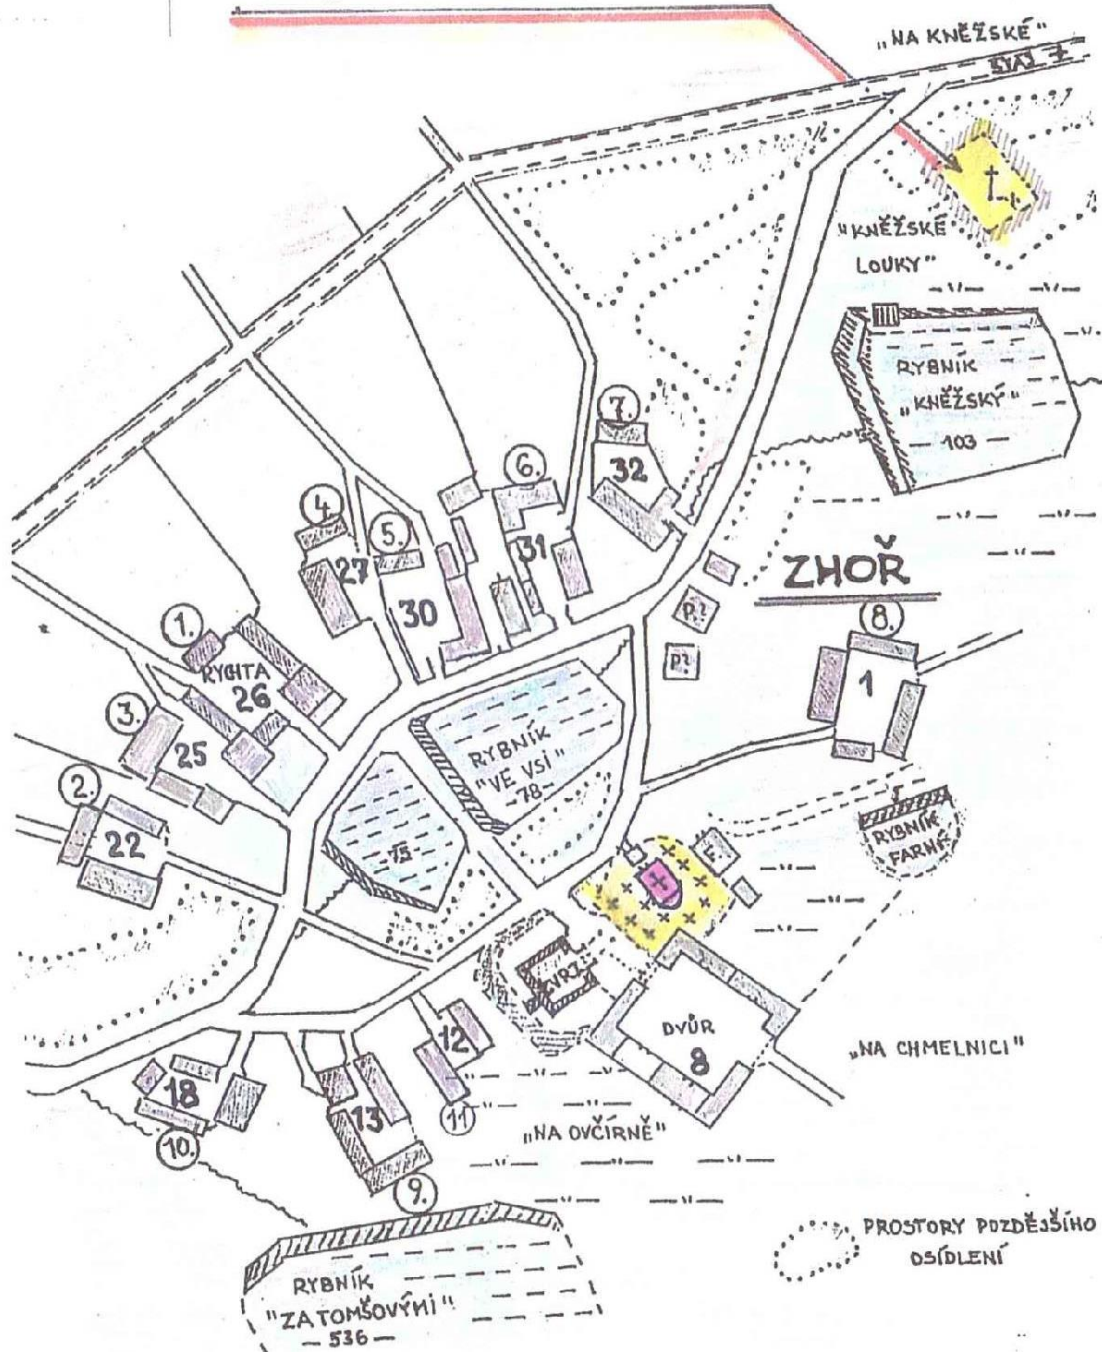 „NA KNĚŽSKÉ"
"KNĚŽSKÉ
LOUKY"
RYBNÍK
„KNĚŽSKÝ"
— 103 —
7.
32
6.
31
4.
27
5.
30
ZHOŘ
P?
P?
8.
1
1.
RYCHTA
26
3.
25
2.
22
RYBNÍK
"VE VSI"
-78-
RYBNÍK
FARNÍ
F.
DVŮR
8
„NA CHMELNICI"
12
11
18
10.
13
9.
„NA OVČÍRNĚ"
RYBNÍK
"ZA TOMŠOVÝMI"
— 536 —
PROSTORY POZDĚJŠÍHO
OSÍDLENÍ